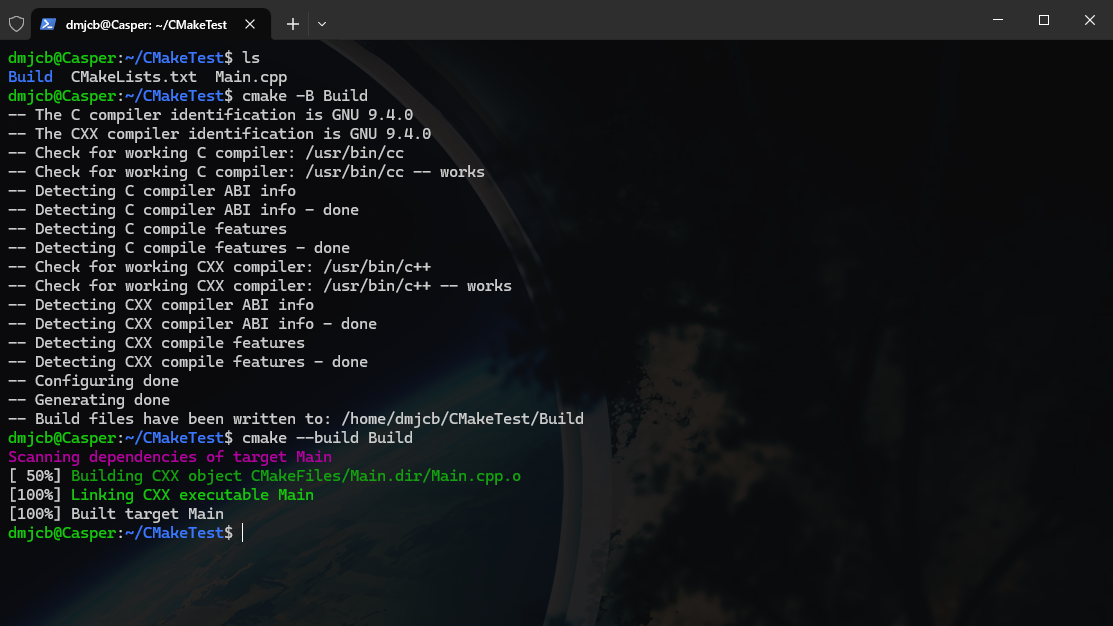 dmjcb@Casper: ~/CMakeTest
dmjcb@Casper:~/CMakeTest$ ls
Build  CMakeLists.txt  Main.cpp
dmjcb@Casper:~/CMakeTest$ cmake -B Build
-- The C compiler identification is GNU 9.4.0
-- The CXX compiler identification is GNU 9.4.0
-- Check for working C compiler: /usr/bin/cc
-- Check for working C compiler: /usr/bin/cc -- works
-- Detecting C compiler ABI info
-- Detecting C compiler ABI info - done
-- Detecting C compile features
-- Detecting C compile features - done
-- Check for working CXX compiler: /usr/bin/c++
-- Check for working CXX compiler: /usr/bin/c++ -- works
-- Detecting CXX compiler ABI info
-- Detecting CXX compiler ABI info - done
-- Detecting CXX compile features
-- Detecting CXX compile features - done
-- Configuring done
-- Generating done
-- Build files have been written to: /home/dmjcb/CMakeTest/Build
dmjcb@Casper:~/CMakeTest$ cmake --build Build
Scanning dependencies of target Main
[ 50%] Building CXX object CMakeFiles/Main.dir/Main.cpp.o
[100%] Linking CXX executable Main
[100%] Built target Main
dmjcb@Casper:~/CMakeTest$